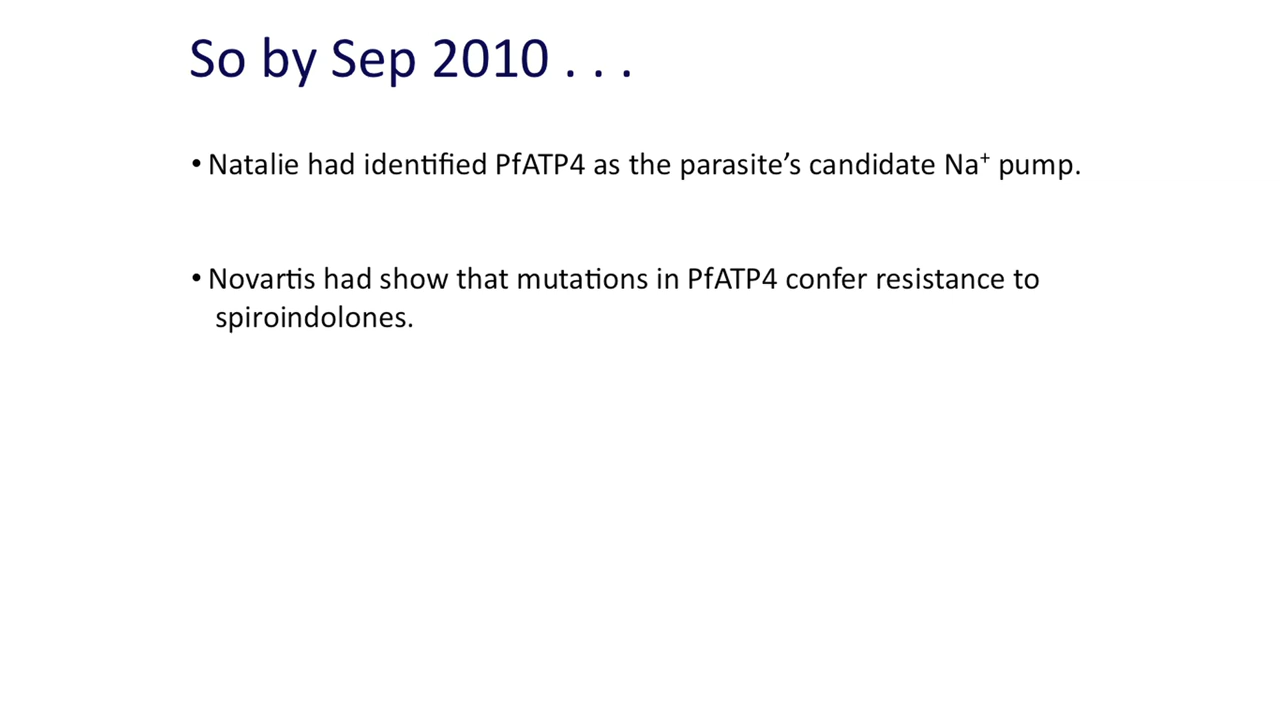 So by Sep 2010 . . .
• Natalie had identified PfATP4 as the parasite’s candidate Na⁺ pump.
• Novartis had show that mutations in PfATP4 confer resistance to
spiroindolones.